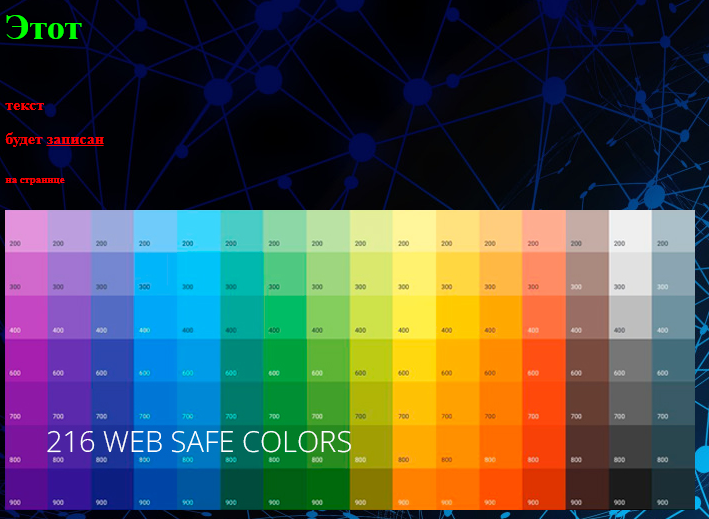 Этот
текст
будет записан
на странице
200 200 200 200 200 200 200 200 200 200 200 200 200 200 200 200
300 300 300 300 300 300 300 300 300 300 300 300 300 300 300 300
400 400 400 400 400 400 400 400 400 400 400 400 400 400 400 400
600 600 600 600 600 600 600 600 600 600 600 600 600 600 600 600
700 700 700 700 700 700 700 700 700 700 700 700 700 700 700 700
216 WEB SAFE COLORS
800 800 800 800 800 800 800 800 800 800 800 800 800 800 800 800
900 900 900 900 900 900 900 900 900 900 900 900 900 900 900 900